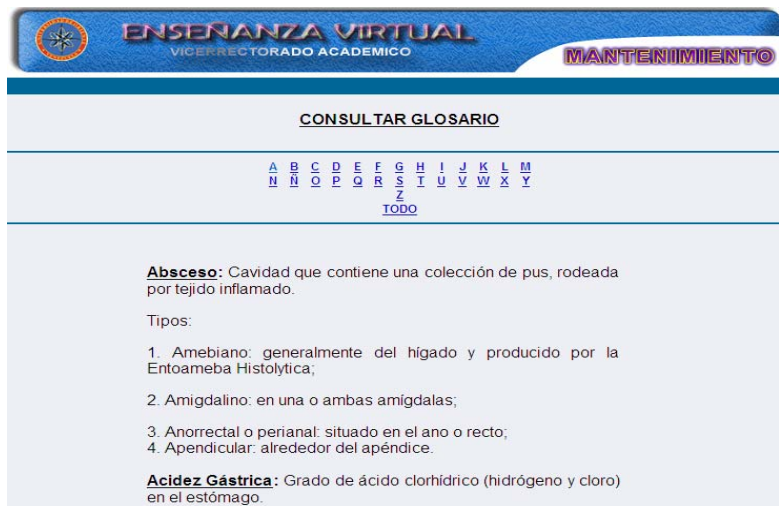 ENSEÑANZA VIRTUAL
VICERRECTORADO ACADEMICO
MANTENIMIENTO
CONSULTAR GLOSARIO
A B C D E F G H I J K L M
N Ñ O P Q R S T U V W X Y
Z
TODO
Absceso: Cavidad que contiene una colección de pus, rodeada
por tejido inflamado.
Tipos:
1. Amebiano: generalmente del hígado y producido por la
Entoameba Histolytica;
2. Amigdalino: en una o ambas amígdalas;
3. Anorrectal o perianal: situado en el ano o recto;
4. Apendicular: alrededor del apéndice.
Acidez Gástrica: Grado de ácido clorhídrico (hidrógeno y cloro)
en el estómago.